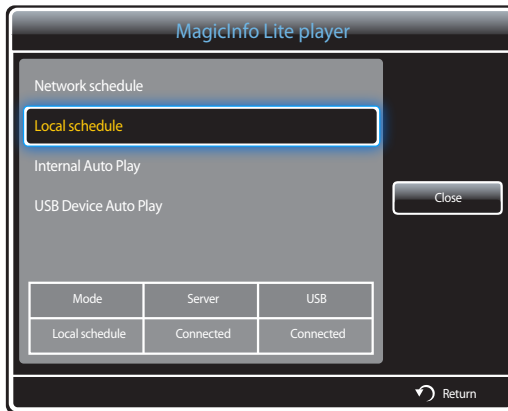 MagicInfo Lite player
Network schedule
Local schedule
Internal Auto Play
USB Device Auto Play
Close
Mode Server USB
Local schedule Connected Connected
Return